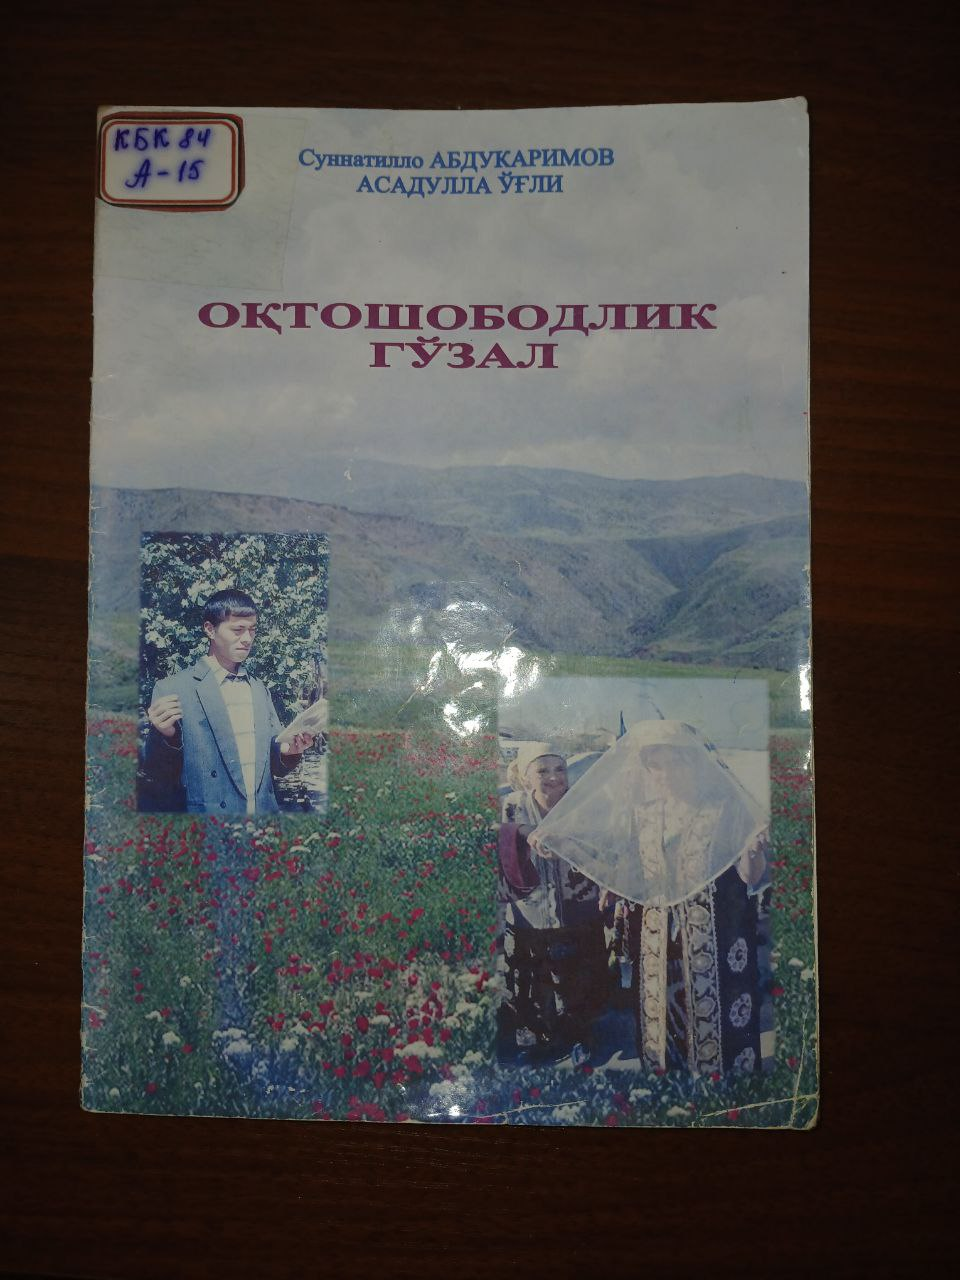 КБК 84
А-15
Суннатилло АБДУКАРИМОВ
АСАДУЛЛА ЎҒЛИ
ОҚТОШОБОДЛИК
ГЎЗАЛ